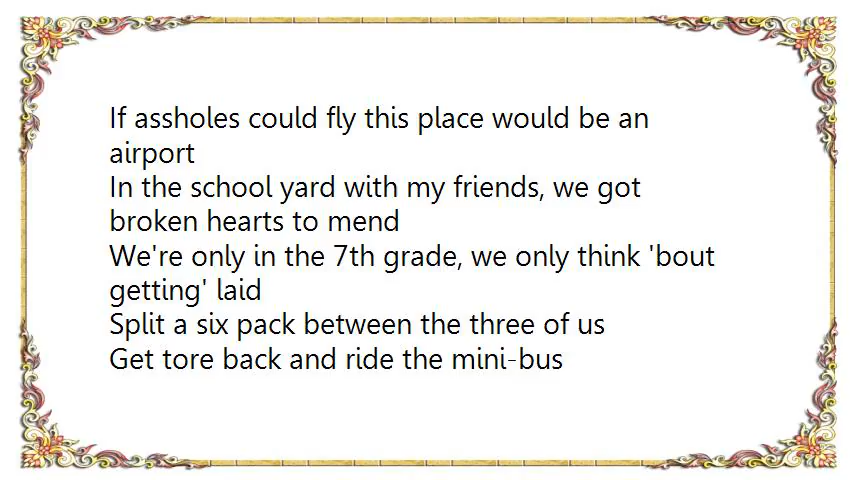 If assholes could fly this place would be an
airport
In the school yard with my friends, we got
broken hearts to mend
We're only in the 7th grade, we only think 'bout
getting' laid
Split a six pack between the three of us
Get tore back and ride the mini-bus